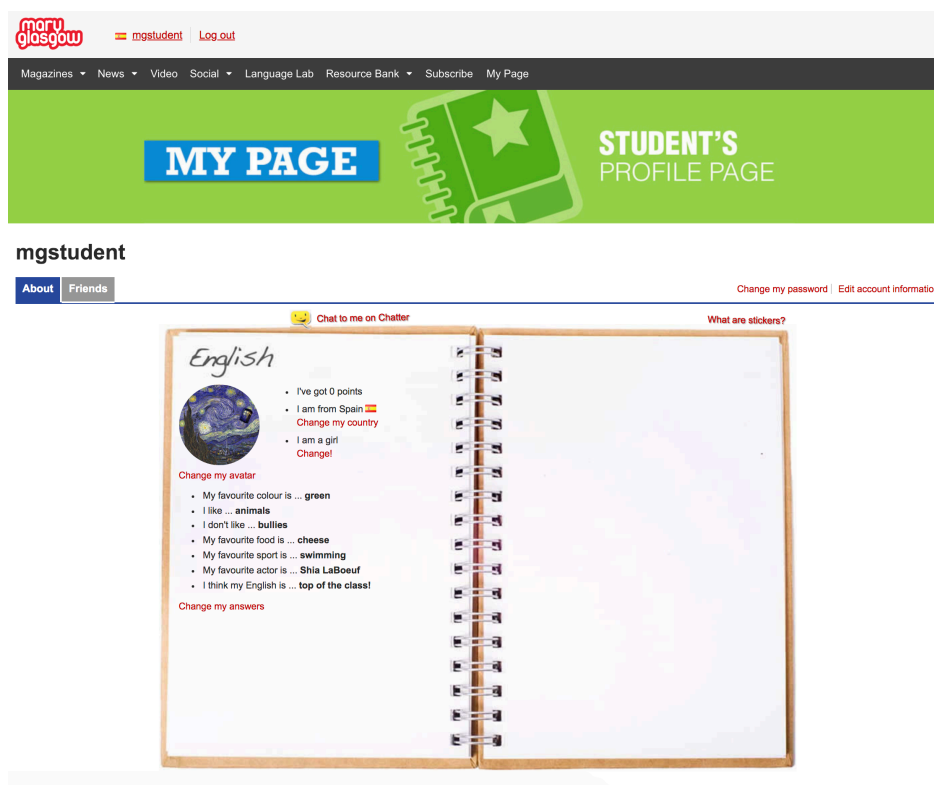 mary
glasgow
mgstudent Log out
Magazines News Video Social Language Lab Resource Bank Subscribe My Page
MY PAGE
STUDENT'S
PROFILE PAGE
mgstudent
About Friends
Change my password Edit account informatio
Chat to me on Chatter
What are stickers?
English
I've got 0 points
I am from Spain
Change my country
I am a girl
Change!
Change my avatar
My favourite colour is ... green
I like ... animals
I don't like ... bullies
My favourite food is ... cheese
My favourite sport is ... swimming
My favourite actor is ... Shia LaBoeuf
I think my English is ... top of the class!
Change my answers